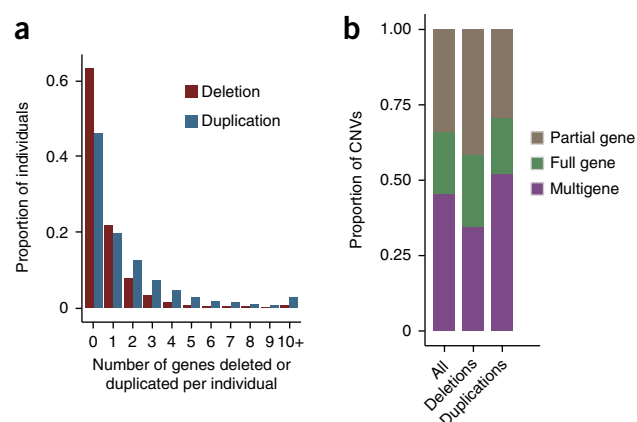 a
Proportion of individuals
0.6
0.4
0.2
0
Deletion
Duplication
0 1 2 3 4 5 6 7 8 9 10+
Number of genes deleted or
duplicated per individual
b
Proportion of CNVs
1.00
0.75
0.50
0.25
0
Partial gene
Full gene
Multigene
All
Deletions
Duplications